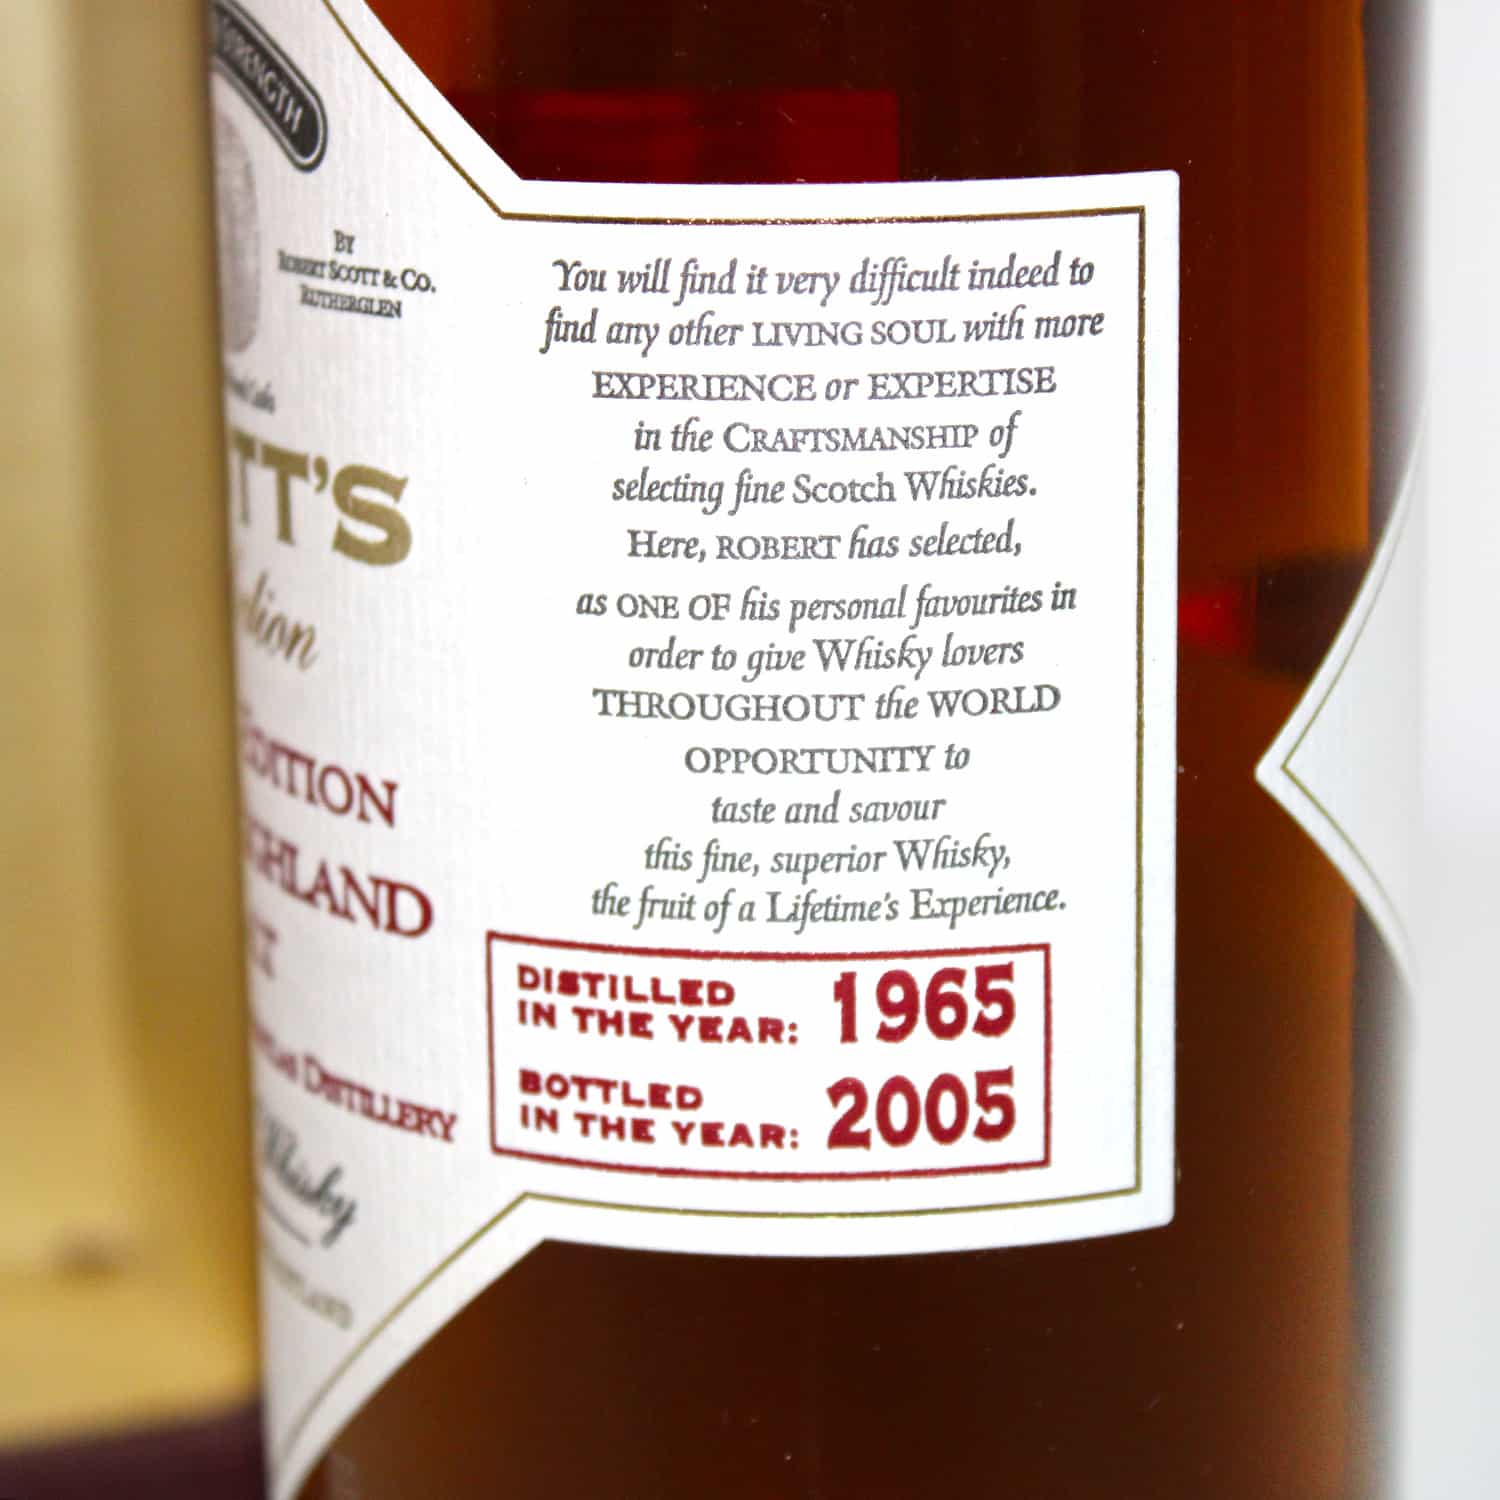 STRENGTH
BY
ROBERT SCOTT & CO.
RUTHERGLEN
TT'S
EDITION
HIGHLAND
DISTILLERY
Whisky
You will find it very difficult indeed to
find any other LIVING SOUL with more
EXPERIENCE or EXPERTISE
in the CRAFTSMANSHIP of
selecting fine Scotch Whiskies.
Here, ROBERT has selected,
as ONE OF his personal favourites in
order to give Whisky lovers
THROUGHOUT the WORLD
OPPORTUNITY to
taste and savour
this fine, superior Whisky,
the fruit of a Lifetime's Experience.
DISTILLED
IN THE YEAR: 1965
BOTTLED
IN THE YEAR: 2005